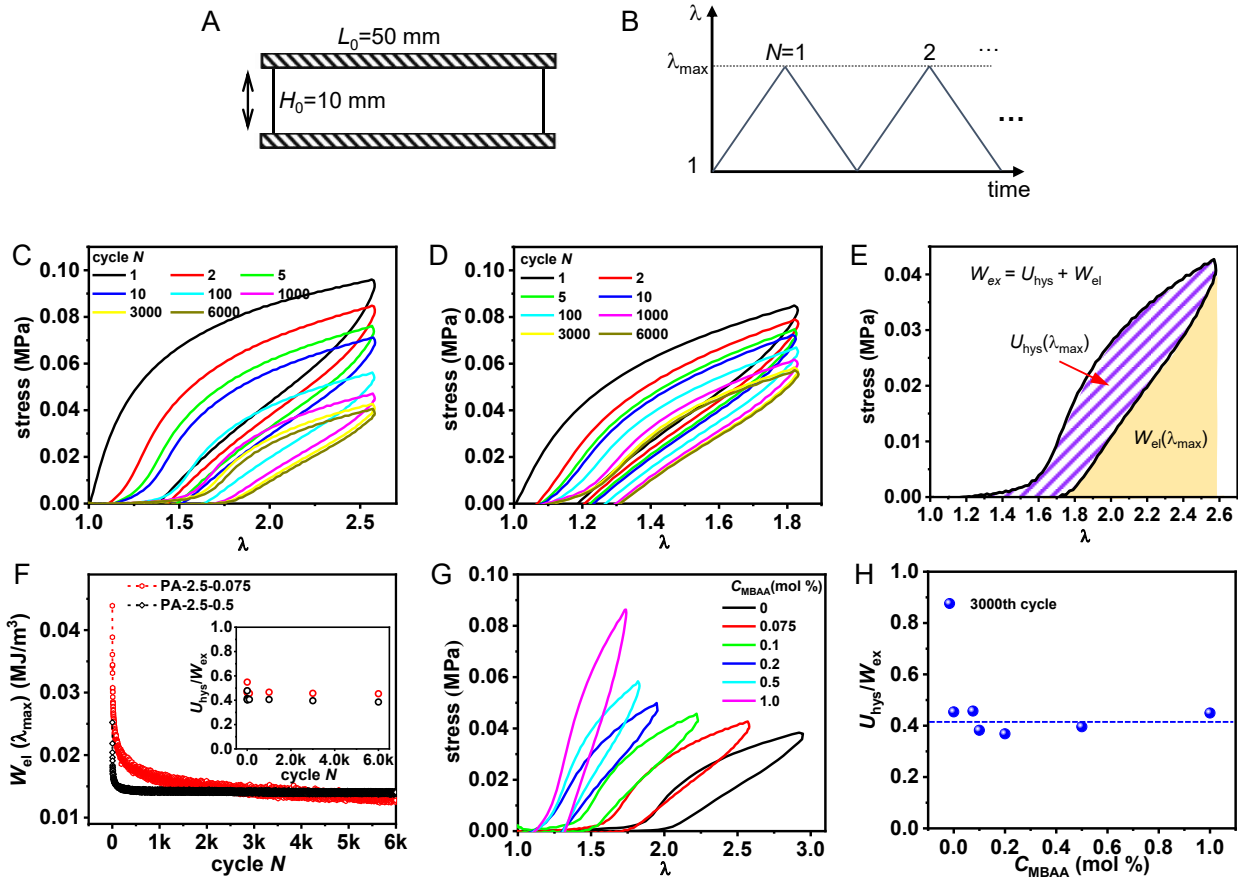 A
L0=50 mm
H0=10 mm
B
λ
λmax
N=1
2
...
...
1
time
C
cycle N
1
2
5
10
100
1000
3000
6000
0.10
0.08
0.06
0.04
0.02
0.00
stress (MPa)
1.0
1.5
2.0
2.5
λ
D
cycle N
1
2
5
10
100
1000
3000
6000
0.10
0.08
0.06
0.04
0.02
0.00
stress (MPa)
1.0
1.2
1.4
1.6
1.8
λ
E
Wex = Uhys + Wel
Uhys(λmax)
Wel(λmax)
0.04
0.03
0.02
0.01
0.00
stress (MPa)
1.0 1.2 1.4 1.6 1.8 2.0 2.2 2.4 2.6
λ
F
PA-2.5-0.075
PA-2.5-0.5
0.04
0.03
0.02
0.01
Wel (λmax) (MJ/m3)
0 1k 2k 3k 4k 5k 6k
cycle N
1.0
0.8
0.6
0.4
0.2
0.0
Uhys/Wex
0.0 2.0k 4.0k 6.0k
cycle N
G
CMBAA(mol %)
0
0.075
0.1
0.2
0.5
1.0
0.10
0.08
0.06
0.04
0.02
0.00
stress (MPa)
1.0 1.5 2.0 2.5 3.0
λ
H
3000th cycle
1.0
0.8
0.6
0.4
0.2
0.0
Uhys/Wex
0.0 0.2 0.4 0.6 0.8 1.0
CMBAA (mol %)